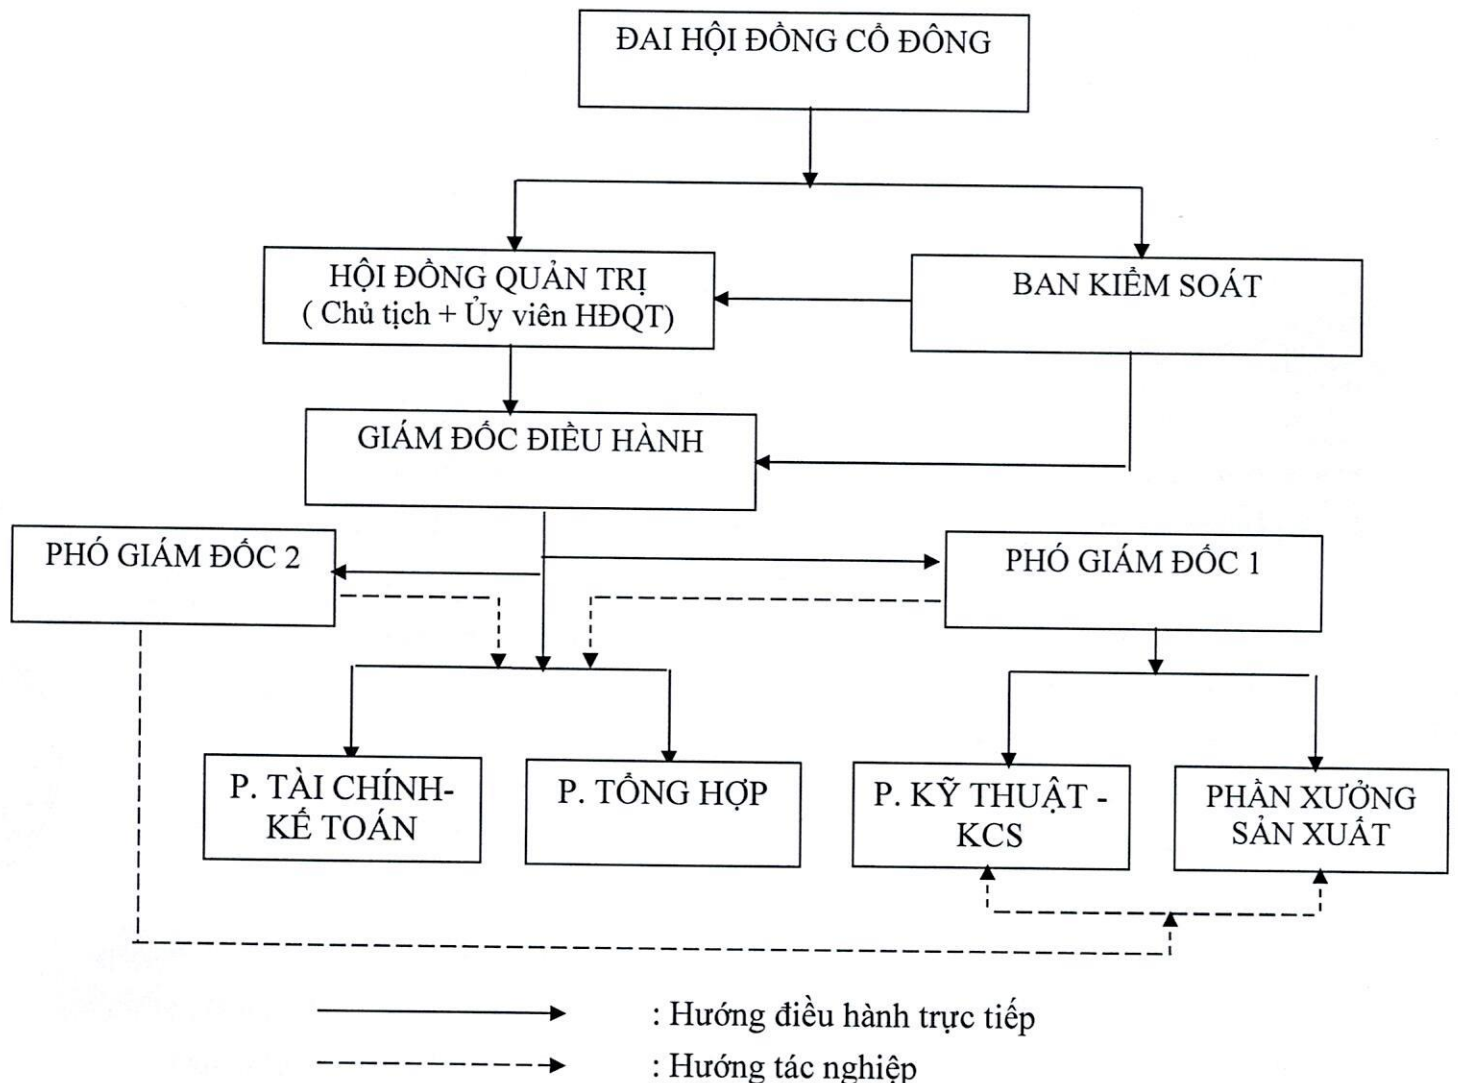 ĐAI HỘI ĐỒNG CỔ ĐÔNG
HỘI ĐỒNG QUẢN TRỊ
( Chủ tịch + Ủy viên HĐQT)
BAN KIỂM SOÁT
GIÁM ĐỐC ĐIỀU HÀNH
PHÓ GIÁM ĐỐC 2
PHÓ GIÁM ĐỐC 1
P. TÀI CHÍNH-
KẾ TOÁN
P. TỔNG HỢP
P. KỸ THUẬT -
KCS
PHẦN XƯỞNG
SẢN XUẤT
: Hướng điều hành trực tiếp
: Hướng tác nghiệp